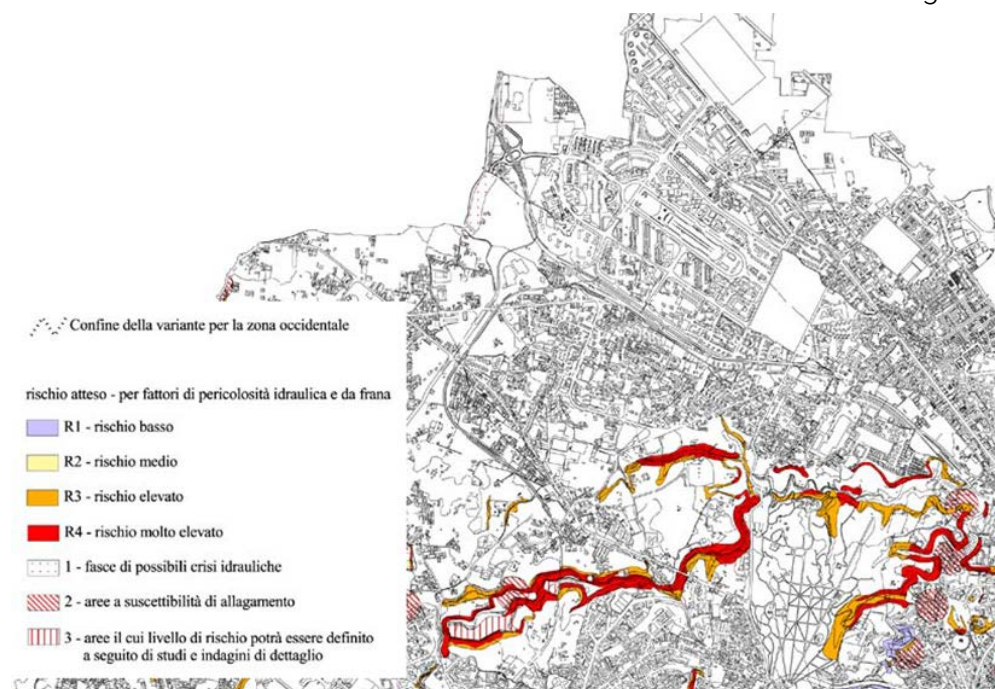 Confine della variante per la zona occidentale
rischio atteso - per fattori di pericolosità idraulica e da frana
R1 - rischio basso
R2 - rischio medio
R3 - rischio elevato
R4 - rischio molto elevato
1 - fasce di possibili crisi idrauliche
2 - aree a suscettibilità di allagamento
3 - aree il cui livello di rischio potrà essere definito
a seguito di studi e indagini di dettaglio